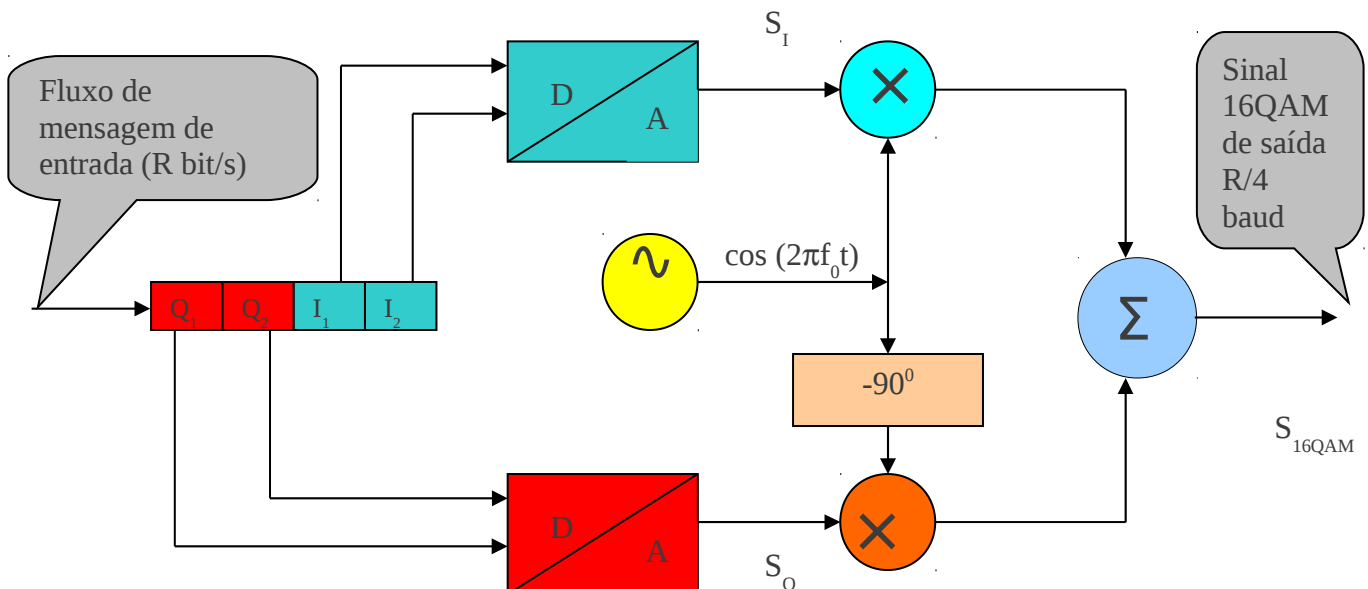 Fluxo de
mensagem de
entrada (R bit/s)
D
A
S_I
×
Sinal
16QAM
de saída
R/4
baud
∿
cos (2πf_0t)
Q_1 Q_2 I_1 I_2
Σ
-90^0
S_16QAM
D
A
S_Q
×